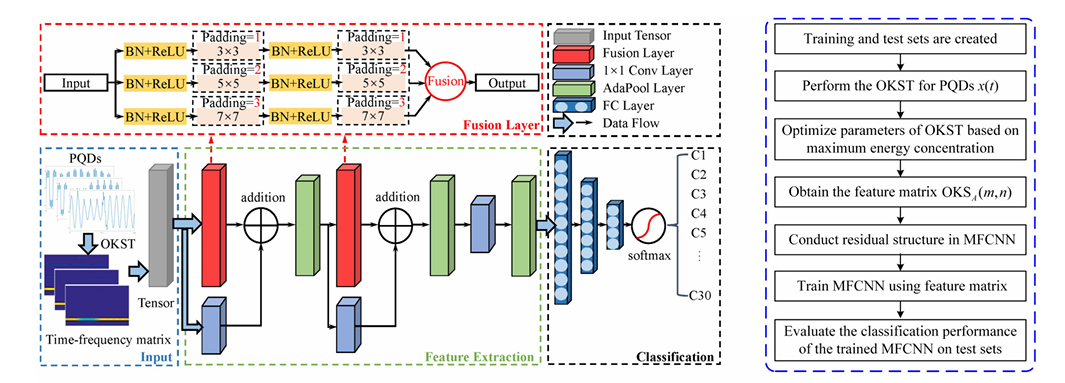 Input
BN+ReLU
Padding=1
3×3
BN+ReLU
Padding=1
3×3
BN+ReLU
Padding=2
5×5
BN+ReLU
Padding=2
5×5
BN+ReLU
Padding=3
7×7
BN+ReLU
Padding=3
7×7
Fusion
Output
Fusion Layer
Input Tensor
Fusion Layer
1×1 Conv Layer
AdaPool Layer
FC Layer
Data Flow
PQDs
OKST
Time-frequency matrix
Tensor
Input
addition
addition
Feature Extraction
softmax
C1
C2
C3
C4
C5
⋮
C30
Classification
Training and test sets are created
Perform the OKST for PQDs x(t)
Optimize parameters of OKST based on
maximum energy concentration
Obtain the feature matrix OKS_A(m,n)
Conduct residual structure in MFCNN
Train MFCNN using feature matrix
Evaluate the classification performance
of the trained MFCNN on test sets